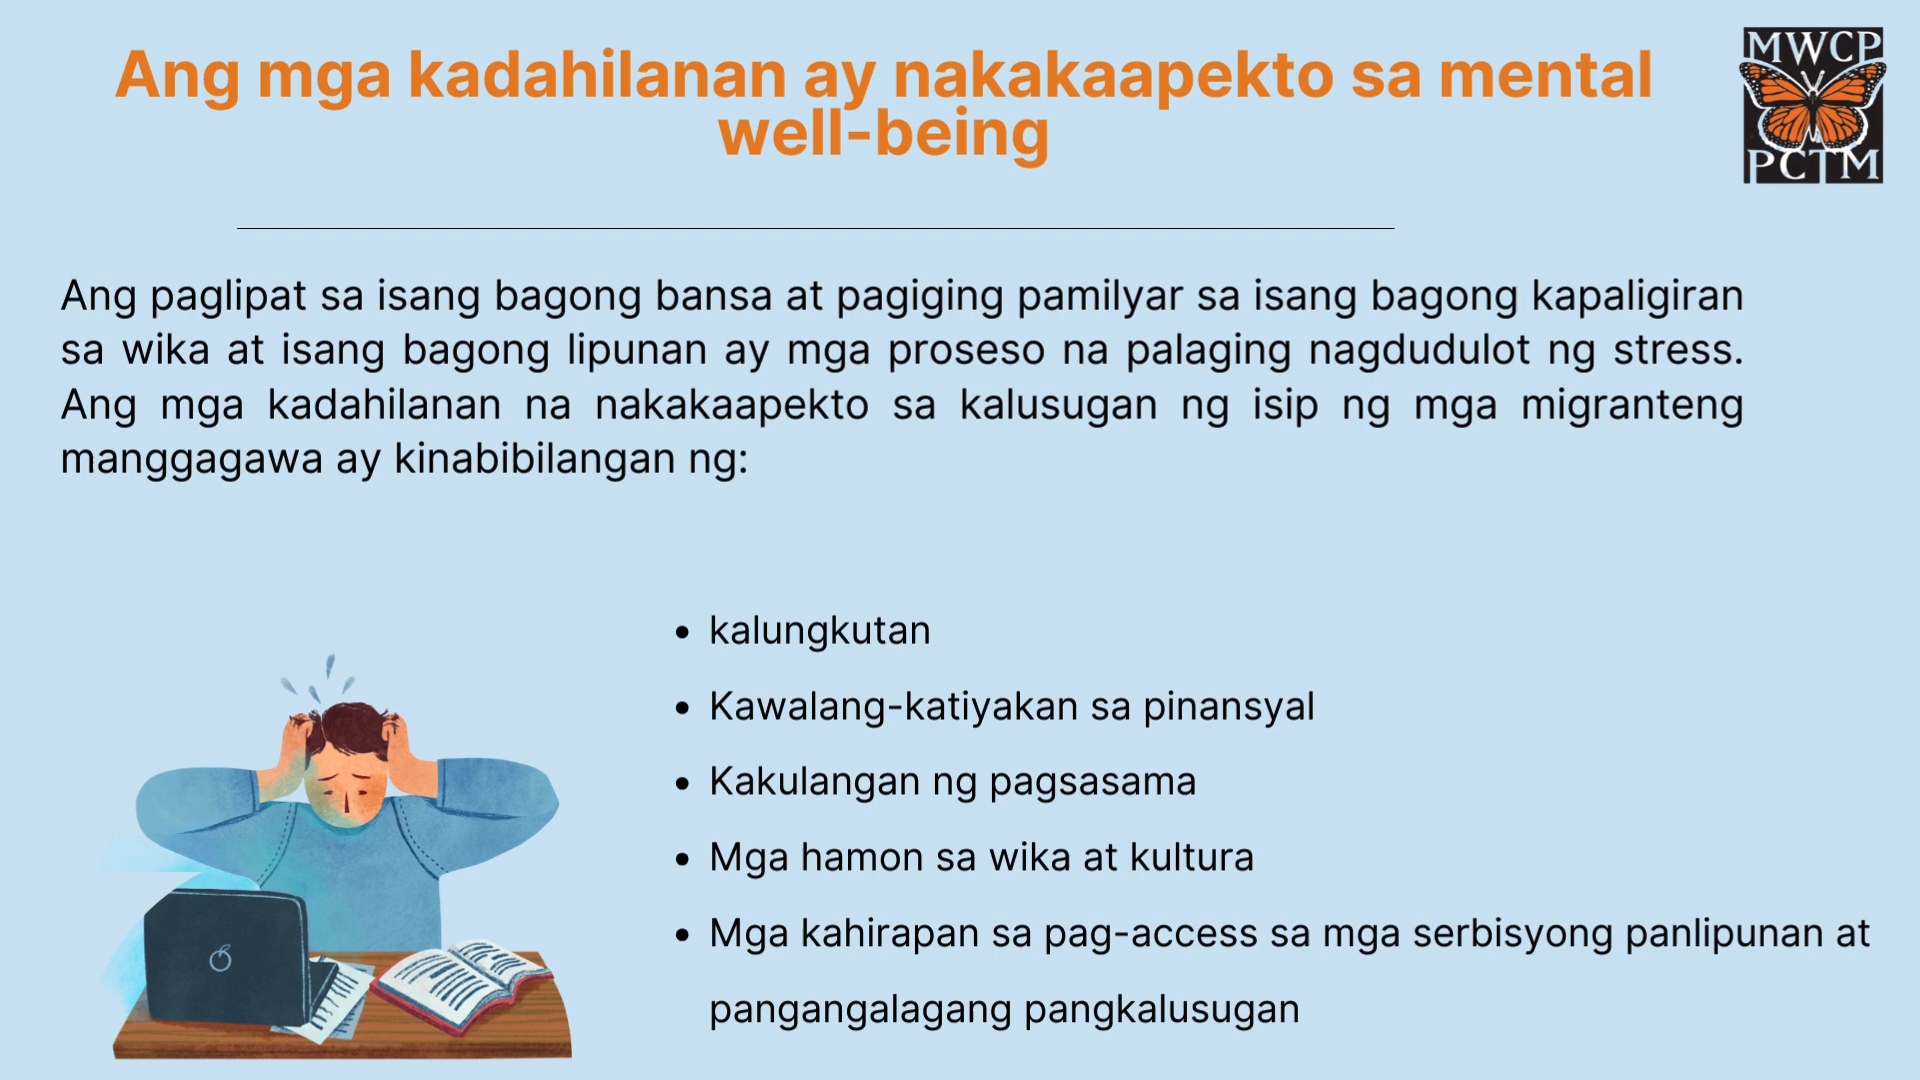 Ang mga kadahilanan ay nakakaapekto sa mental
well-being
MWCP
PCTM
Ang paglipat sa isang bagong bansa at pagiging pamilyar sa isang bagong kapaligiran
sa wika at isang bagong lipunan ay mga proseso na palaging nagdudulot ng stress.
Ang mga kadahilanan na nakakaapekto sa kalusugan ng isip ng mga migranteng
manggagawa ay kinabibilangan ng:
• kalungkutan
• Kawalang-katiyakan sa pinansyal
• Kakulangan ng pagsasama
• Mga hamon sa wika at kultura
• Mga kahirapan sa pag-access sa mga serbisyong panlipunan at
pangangalagang pangkalusugan